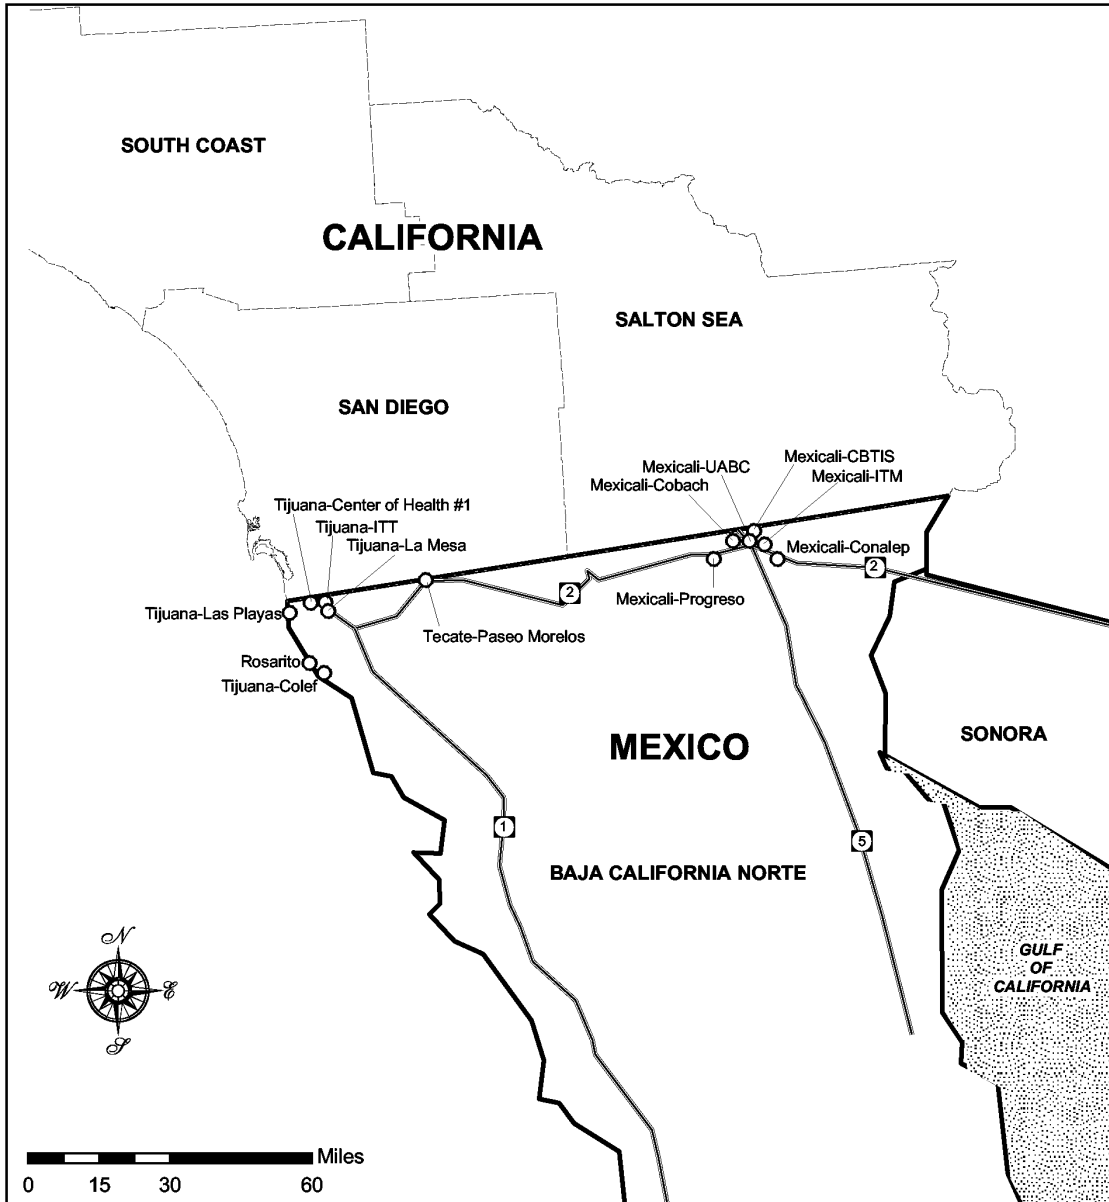 SOUTH COAST
CALIFORNIA
SALTON SEA
SAN DIEGO
Mexicali-CBTIS
Mexicali-UABC
Mexicali-ITM
Mexicali-Cobach
Tijuana-Center of Health #1
Tijuana-ITT
Tijuana-La Mesa
Mexicali-Conalep
2
2
Mexicali-Progreso
Tijuana-Las Playas
Tecate-Paseo Morelos
Rosarito
Tijuana-Colef
MEXICO
SONORA
1
5
BAJA CALIFORNIA NORTE
GULF
OF
CALIFORNIA
N
W E
S
Miles
0 15 30 60